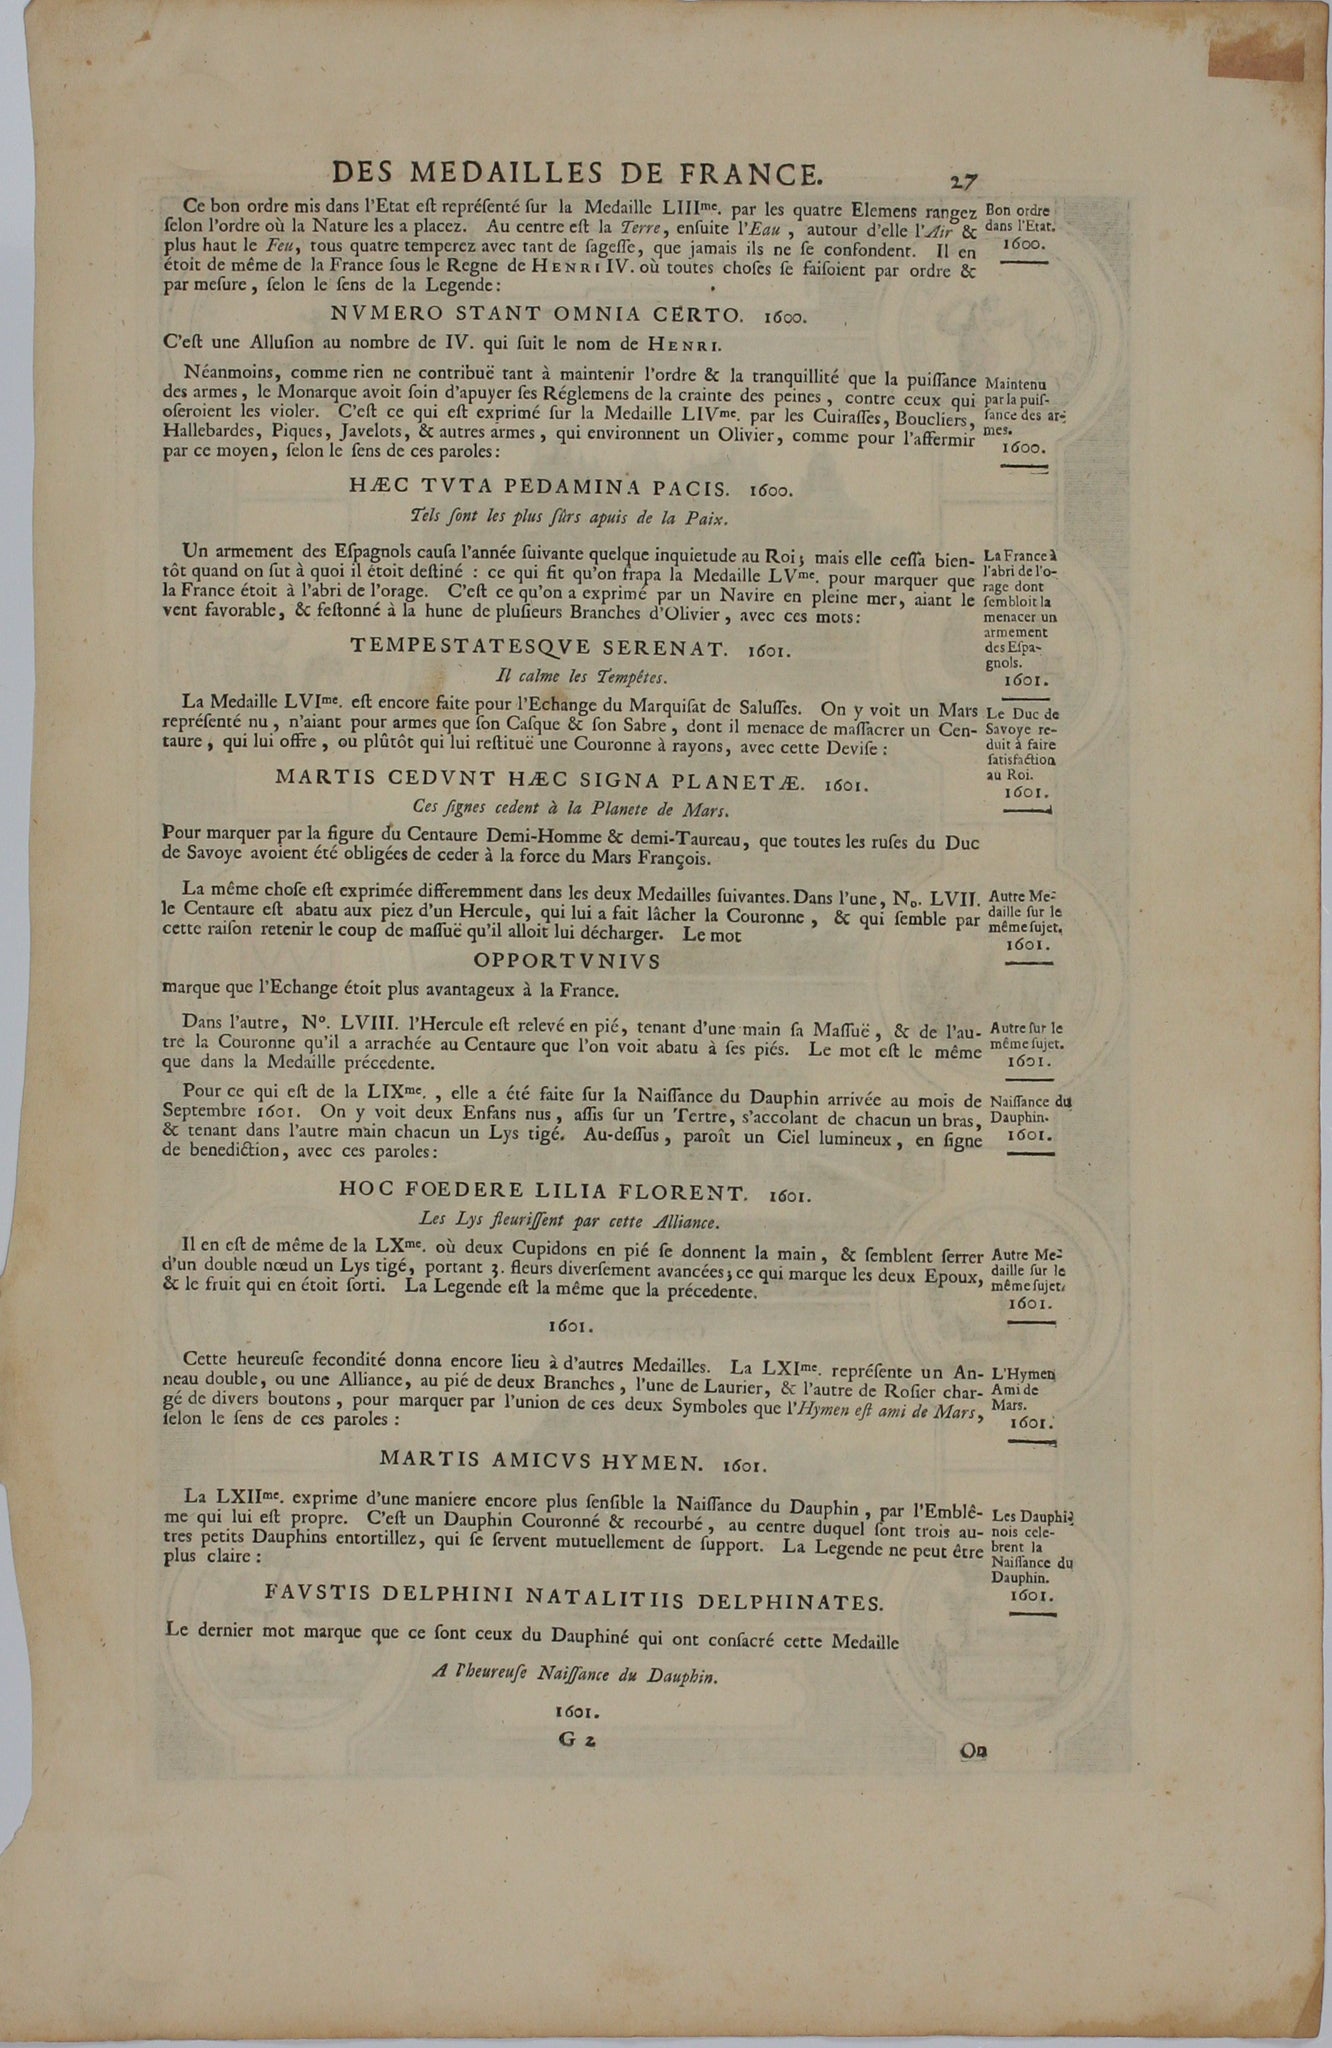 DES MEDAILLES DE FRANCE. 27
Ce bon ordre mis dans l'Etat eſt repréſenté ſur la Medaille LIIIme. par les quatre Elemens rangez
ſelon l'ordre où la Nature les a placez. Au centre eſt la Terre, enſuite l'Eau, autour d'elle l'Air &
plus haut le Feu, tous quatre temperez avec tant de ſageſſe, que jamais ils ne ſe confondent. Il en
étoit de même de la France ſous le Regne de HENRI IV. où toutes choſes ſe faiſoient par ordre &
par meſure, ſelon le ſens de la Legende:
Bon ordre
dans l'Etat.
1600.
NVMERO STANT OMNIA CERTO. 1600.
C'eſt une Alluſion au nombre de IV. qui ſuit le nom de HENRI.
Néanmoins, comme rien ne contribuë tant à maintenir l'ordre & la tranquillité que la puiſſance
des armes, le Monarque avoit ſoin d'apuyer ſes Réglemens de la crainte des peines, contre ceux qui
oſeroient les violer. C'eſt ce qui eſt exprimé ſur la Medaille LIVme. par les Cuiraſſes, Boucliers,
Hallebardes, Piques, Javelots, & autres armes, qui environnent un Olivier, comme pour l'affermir
par ce moyen, ſelon le ſens de ces paroles:
Maintenu
par la puiſ-
ſance des ar-
mes.
1600.
HÆC TVTA PEDAMINA PACIS. 1600.
Tels ſont les plus ſûrs apuis de la Paix.
Un armement des Eſpagnols cauſa l'année ſuivante quelque inquietude au Roi; mais elle ceſſa bien-
tôt quand on ſut à quoi il étoit deſtiné : ce qui fit qu'on frapa la Medaille LVme. pour marquer que
la France étoit à l'abri de l'orage. C'eſt ce qu'on a exprimé par un Navire en pleine mer, aiant le
vent favorable, & feſtonné à la hune de pluſieurs Branches d'Olivier, avec ces mots:
La France à
l'abri de l'o-
rage dont
ſembloit la
menacer un
armement
des Eſpa-
gnols.
1601.
TEMPESTATESQVE SERENAT. 1601.
Il calme les Tempêtes.
La Medaille LVIme. eſt encore faite pour l'Echange du Marquiſat de Saluſſes. On y voit un Mars
repréſenté nu, n'aiant pour armes que ſon Caſque & ſon Sabre, dont il menace de maſſacrer un Cen-
taure, qui lui offre, ou plûtôt qui lui reſtituë une Couronne à rayons, avec cette Deviſe:
Le Duc de
Savoye re-
duit à faire
ſatisfaction
au Roi.
1601.
MARTIS CEDVNT HÆC SIGNA PLANETÆ. 1601.
Ces ſignes cedent à la Planete de Mars.
Pour marquer par la figure du Centaure Demi-Homme & demi-Taureau, que toutes les ruſes du Duc
de Savoye avoient été obligées de ceder à la force du Mars François.
La même choſe eſt exprimée differemment dans les deux Medailles ſuivantes. Dans l'une, No. LVII.
le Centaure eſt abatu aux piez d'un Hercule, qui lui a fait lâcher la Couronne, & qui ſemble par
cette raiſon retenir le coup de maſſuë qu'il alloit lui décharger. Le mot
Autre Me-
daille ſur le
même ſujet.
1601.
OPPORTVNIVS
marque que l'Echange étoit plus avantageux à la France.
Dans l'autre, No. LVIII. l'Hercule eſt relevé en pié, tenant d'une main ſa Maſſuë, & de l'au-
tre la Couronne qu'il a arrachée au Centaure que l'on voit abatu à ſes piés. Le mot eſt le même
que dans la Medaille précedente.
Autre ſur le
même ſujet.
1601.
Pour ce qui eſt de la LIXme., elle a été faite ſur la Naiſſance du Dauphin arrivée au mois de
Septembre 1601. On y voit deux Enfans nus, aſſis ſur un Tertre, s'accolant de chacun un bras,
& tenant dans l'autre main chacun un Lys tigé. Au-deſſus, paroît un Ciel lumineux, en ſigne
de benediction, avec ces paroles:
Naiſſance du
Dauphin.
1601.
HOC FOEDERE LILIA FLORENT. 1601.
Les Lys fleuriſſent par cette Alliance.
Il en eſt de même de la LXme. où deux Cupidons en pié ſe donnent la main, & ſemblent ſerrer
d'un double nœud un Lys tigé, portant 3. fleurs diverſement avancées; ce qui marque les deux Epoux,
& le fruit qui en étoit ſorti. La Legende eſt la même que la précedente.
Autre Me-
daille ſur le
même ſujet.
1601.
1601.
Cette heureuſe fecondité donna encore lieu à d'autres Medailles. La LXIme. repréſente un An-
neau double, ou une Alliance, au pié de deux Branches, l'une de Laurier, & l'autre de Roſier char-
gé de divers boutons, pour marquer par l'union de ces deux Symboles que l'Hymen eſt ami de Mars,
ſelon le ſens de ces paroles :
L'Hymen
Ami de
Mars.
1601.
MARTIS AMICVS HYMEN. 1601.
La LXIIme. exprime d'une maniere encore plus ſenſible la Naiſſance du Dauphin, par l'Emblê-
me qui lui eſt propre. C'eſt un Dauphin Couronné & recourbé, au centre duquel ſont trois au-
tres petits Dauphins entortillez, qui ſe ſervent mutuellement de ſupport. La Legende ne peut être
plus claire :
Les Dauphi-
nois cele-
brent la
Naiſſance du
Dauphin.
1601.
FAVSTIS DELPHINI NATALITIIS DELPHINATES.
Le dernier mot marque que ce ſont ceux du Dauphiné qui ont conſacré cette Medaille
A l'heureuſe Naiſſance du Dauphin.
1601.
G 2
On